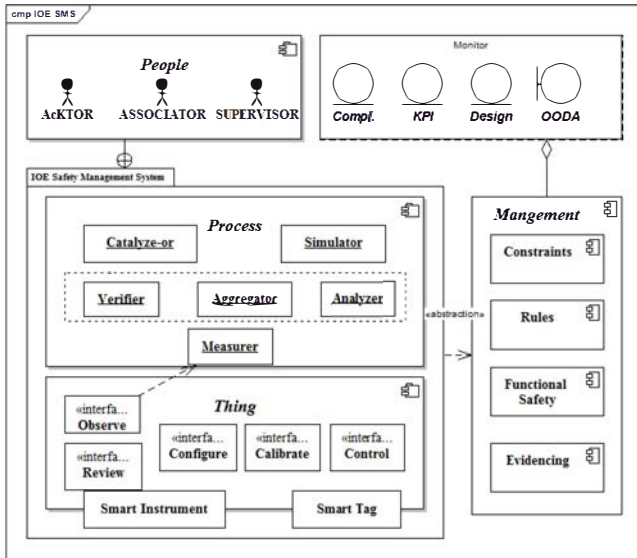 cmp IOE SMS
People
AcKTOR ASSOCIATOR SUPERVISOR
Monitor
Compl. KPI Design OODA
IOE Safety Management System
Process
Catalyze-or Simulator
Verifier Aggregator Analyzer
Measurer
«abstraction»
Mangement
Constraints
Rules
Functional
Safety
Evidencing
Thing
«interfa...
Observe
«interfa...
Review
«interfa... «interfa... «interfa...
Configure Calibrate Control
Smart Instrument Smart Tag